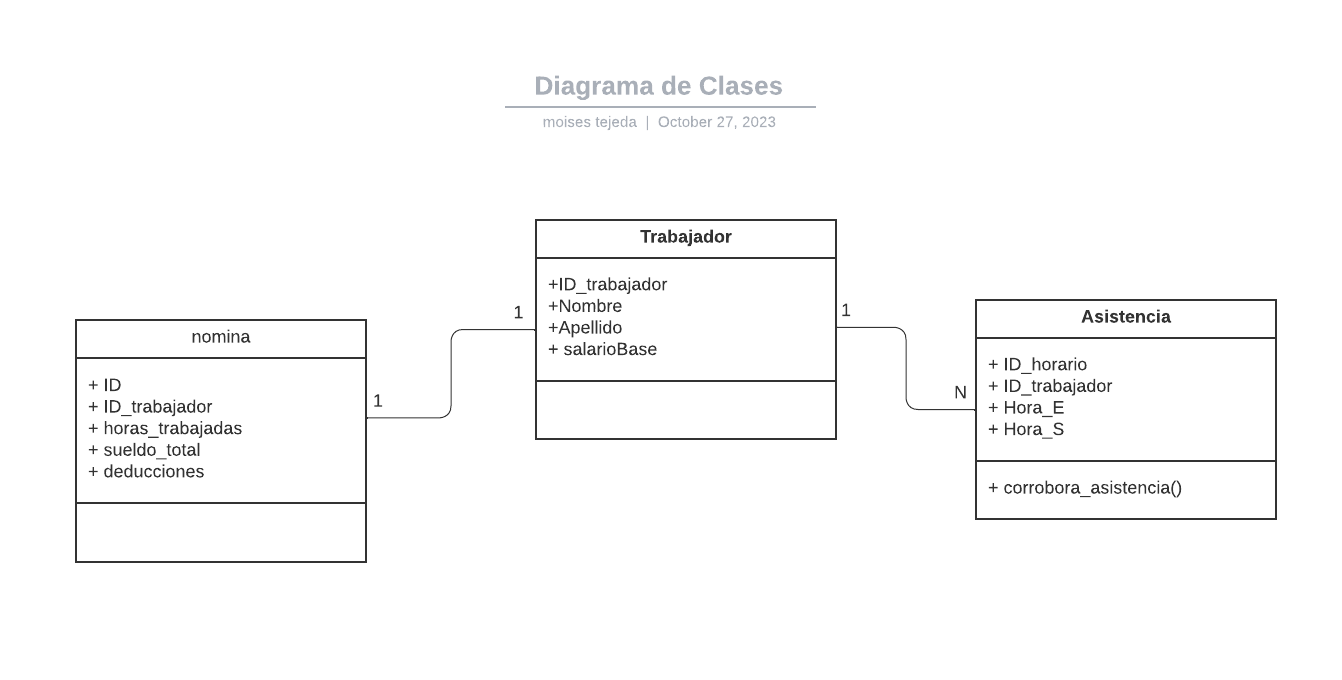 Diagrama de Clases
moises tejeda | October 27, 2023
nomina
+ ID
+ ID_trabajador
+ horas_trabajadas
+ sueldo_total
+ deducciones
1
1
Trabajador
+ID_trabajador
+Nombre
+Apellido
+ salarioBase
1
N
Asistencia
+ ID_horario
+ ID_trabajador
+ Hora_E
+ Hora_S
+ corrobora_asistencia()